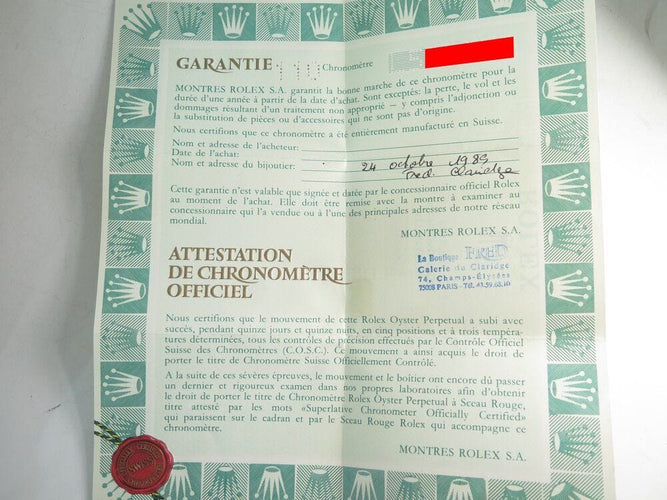 GARANTIE 110 Chronomètre
MONTRES ROLEX S.A. garantit la bonne marche de ce chronomètre pour la
durée d'une année à partir de la date d'achat. Sont exceptés: la perte, le vol et les
dommages résultant d'un traitement non approprié – y compris l'adjonction ou
la substitution de pièces ou d'accessoires qui ne sont pas d'origine.
Nous certifions que ce chronomètre a été entièrement manufacturé en Suisse.
Nom et adresse de l'acheteur:
Date de l'achat: 24 octobre 1985
Nom et adresse du bijoutier: Fred. Claridge
Cette garantie n'est valable que signée et datée par le concessionnaire officiel Rolex
au moment de l'achat. Elle doit être remise avec la montre à examiner au
concessionnaire qui l'a vendue ou à l'une des principales adresses de notre réseau
mondial.
MONTRES ROLEX S.A.
La Boutique FRED
Galerie du Claridge
74, Champs-Elysées
75008 PARIS - Tél.
ATTESTATION
DE CHRONOMÈTRE
OFFICIEL
Nous certifions que le mouvement de cette Rolex Oyster Perpetual a subi avec
succès, pendant quinze jours et quinze nuits, en cinq positions et à trois tempéra-
tures déterminées, tous les contrôles de précision effectués par le Contrôle Officiel
Suisse des Chronomètres (C.O.S.C.). Ce mouvement a ainsi acquis le droit de
porter le titre de Chronomètre Suisse Officiellement Contrôlé.
A la suite de ces sévères épreuves, le mouvement et le boîtier ont encore dû passer
un dernier et rigoureux examen dans nos propres laboratoires afin d'obtenir
le droit de porter le titre de Chronomètre Rolex Oyster Perpetual à Sceau Rouge,
titre attesté par les mots «Superlative Chronometer Officially Certified»
qui paraissent sur le cadran et par le Sceau Rouge Rolex qui accompagne ce
chronomètre.
MONTRES ROLEX S.A.
SWISS